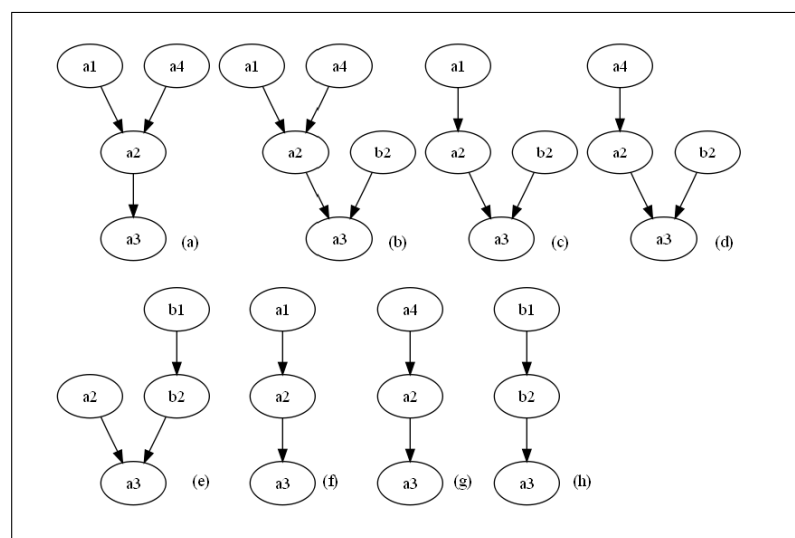 a1 a4 a1 a4 a1 a4
a2 a2 b2 a2 b2 a2 b2
a3 (a) a3 (b) a3 (c) a3 (d)
b1 a1 a4 b1
a2 b2 a2 a2 b2
a3 (e) a3 (f) a3 (g) a3 (h)